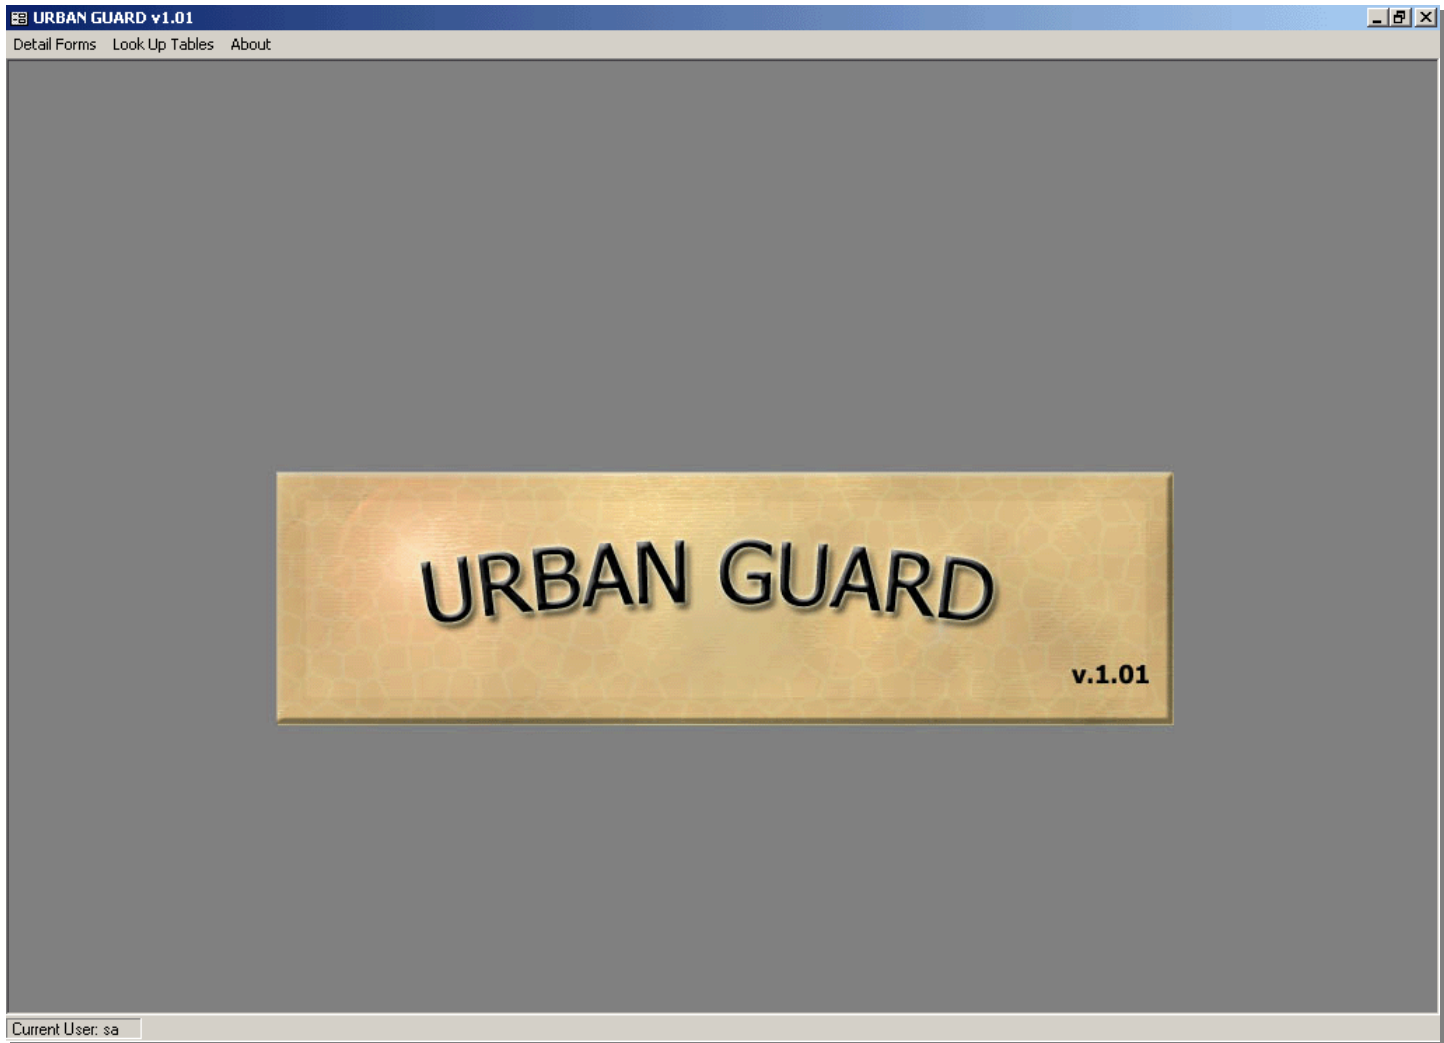 URBAN GUARD v1.01
Detail Forms Look Up Tables About
URBAN GUARD
v.1.01
Current User: sa